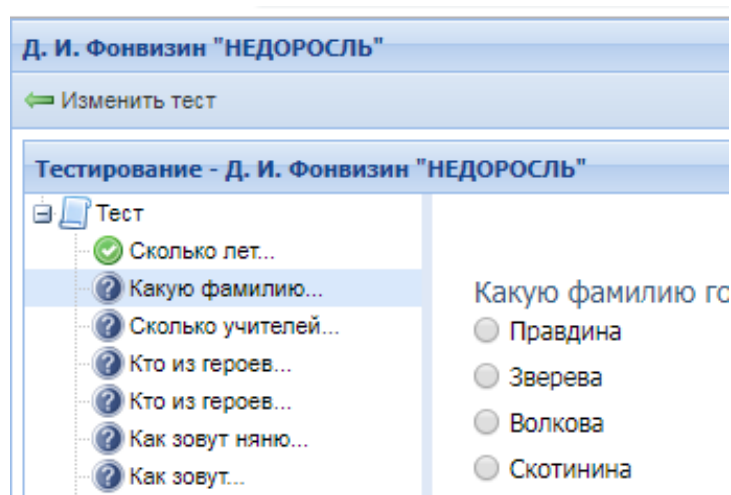 Д. И. Фонвизин "НЕДОРОСЛЬ"
Изменить тест
Тестирование - Д. И. Фонвизин "НЕДОРОСЛЬ"
Тест
Сколько лет...
Какую фамилию...
Сколько учителей...
Кто из героев...
Кто из героев...
Как зовут няню...
Как зовут...
Какую фамилию го
Правдина
Зверева
Волкова
Скотинина